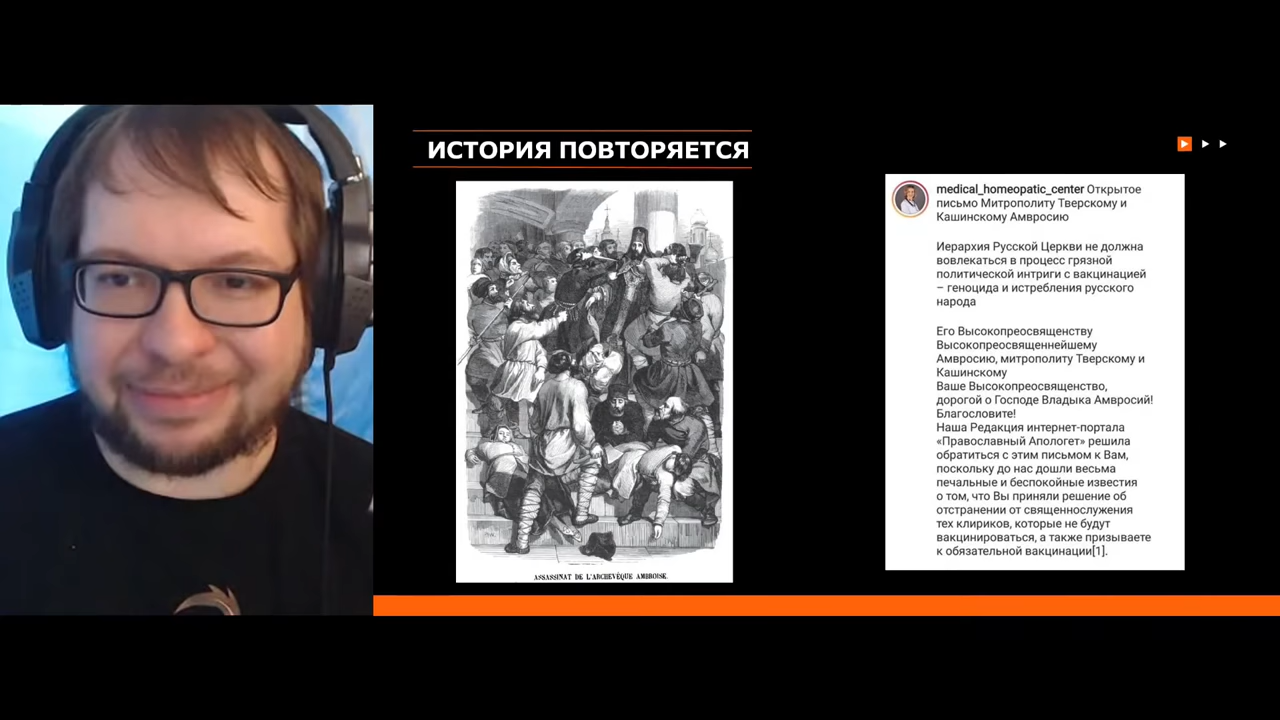 ИСТОРИЯ ПОВТОРЯЕТСЯ
ASSASSINAT DE L'ARCHEVÊQUE AMBROISE.
medical_homeopatic_center Открытое
письмо Митрополиту Тверскому и
Кашинскому Амвросию
Иерархия Русской Церкви не должна
вовлекаться в процесс грязной
политической интриги с вакцинацией
– геноцида и истребления русского
народа
Его Высокопреосвященству
Высокопреосвященнейшему
Амвросию, митрополиту Тверскому и
Кашинскому
Ваше Высокопреосвященство,
дорогой о Господе Владыка Амвросий!
Благословите!
Наша Редакция интернет-портала
«Православный Апологет» решила
обратиться с этим письмом к Вам,
поскольку до нас дошли весьма
печальные и беспокойные известия
о том, что Вы приняли решение об
отстранении от священнослужения
тех клириков, которые не будут
вакцинироваться, а также призываете
к обязательной вакцинации[1].